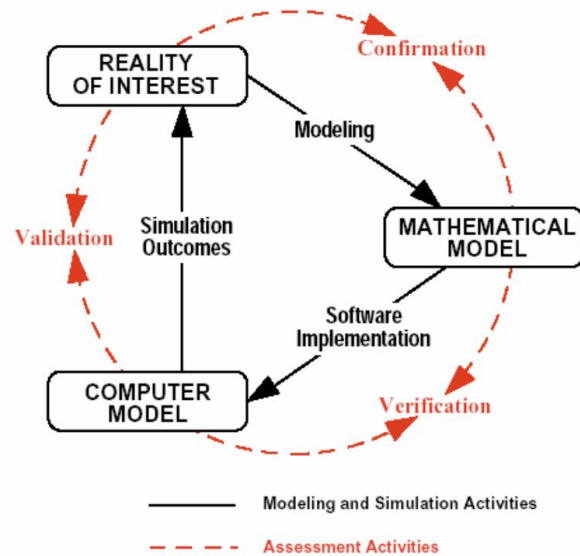 Confirmation
REALITY
OF INTEREST
Modeling
Validation
Simulation
Outcomes
MATHEMATICAL
MODEL
Software
Implementation
COMPUTER
MODEL
Verification
Modeling and Simulation Activities
Assessment Activities